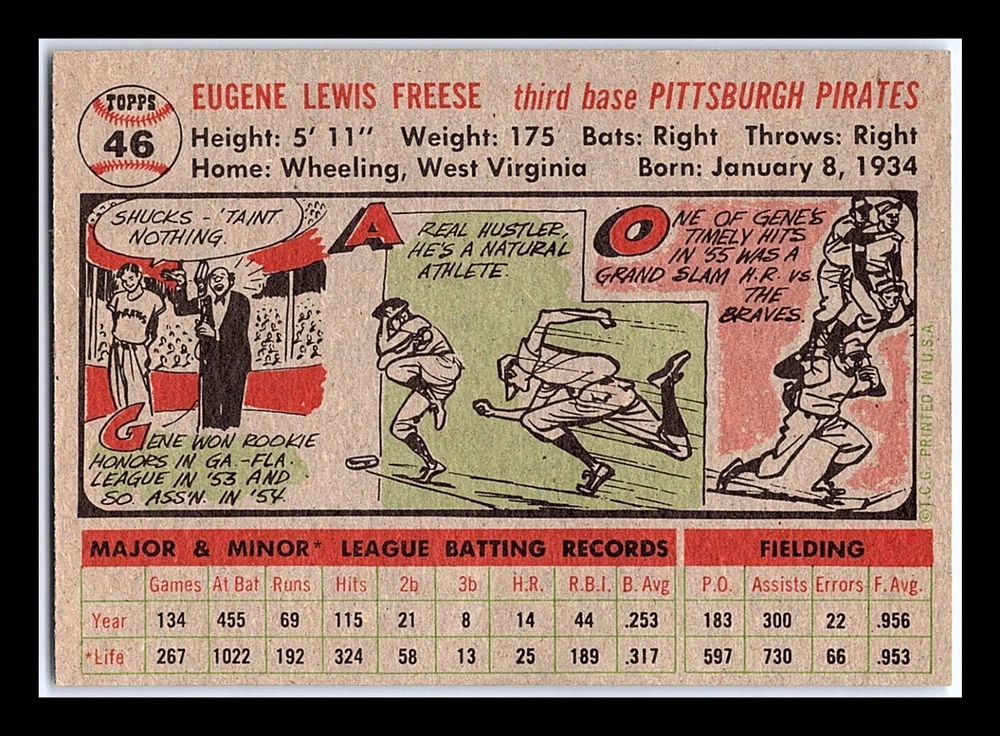 TOPPS
46
EUGENE LEWIS FREESE third base PITTSBURGH PIRATES
Height: 5' 11" Weight: 175 Bats: Right Throws: Right
Home: Wheeling, West Virginia Born: January 8, 1934
SHUCKS - 'TAINT
NOTHING.
PIRATES
GENE WON ROOKIE
HONORS IN GA.-FLA.
LEAGUE IN '53 AND
SO. ASS'N. IN '54.
A
REAL HUSTLER,
HE'S A NATURAL
ATHLETE.
ONE OF GENE'S
TIMELY HITS
IN '55 WAS A
GRAND SLAM H.R. VS.
THE
BRAVES.
©T.C.G. PRINTED IN U.S.A.
MAJOR & MINOR* LEAGUE BATTING RECORDS FIELDING
Games At Bat Runs Hits 2b 3b H.R. R.B.I. B. Avg P.O. Assists Errors F. Avg.
Year 134 455 69 115 21 8 14 44 .253 183 300 22 .956
*Life 267 1022 192 324 58 13 25 189 .317 597 730 66 .953